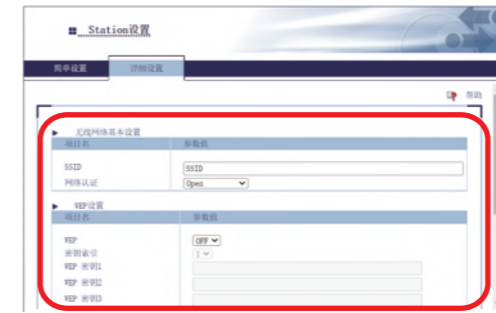 Station设置
简单设置 详细设置
帮助
无线网络基本设置
项目名 参数值
SSID SSID
网络认证 Open
WEP设置
项目名 参数值
WEP OFF
密钥索引 1
WEP 密钥1
WEP 密钥2
WEP 密钥3